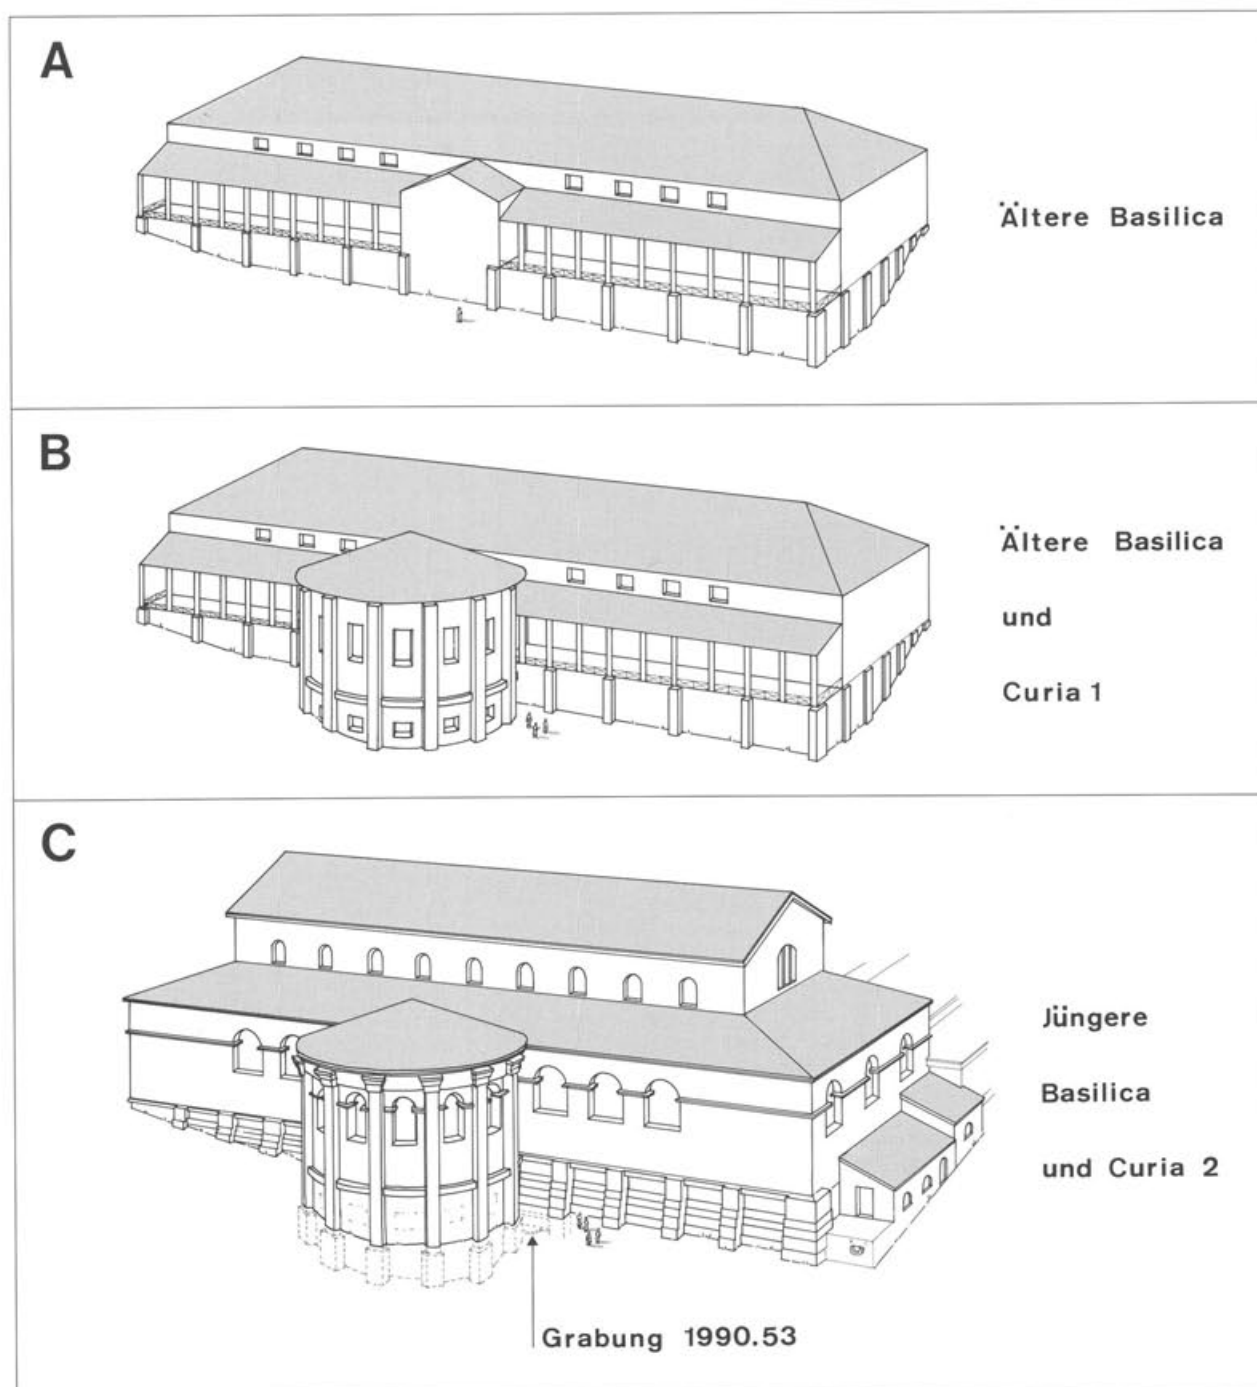 A
Ältere Basilica
B
Ältere Basilica
und
Curia 1
C
Jüngere
Basilica
und Curia 2
Grabung 1990.53